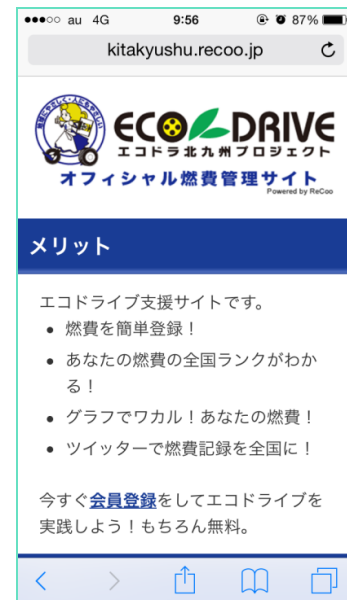 au 4G 9:56 87%
kitakyushu.recoo.jp
ECO DRIVE
エコドラ北九州プロジェクト
オフィシャル燃費管理サイト
Powered by ReCoo
メリット
エコドライブ支援サイトです。
• 燃費を簡単登録！
• あなたの燃費の全国ランクがわか
る！
• グラフでワカル！あなたの燃費！
• ツイッターで燃費記録を全国に！
今すぐ会員登録をしてエコドライブを
実践しよう！もちろん無料。